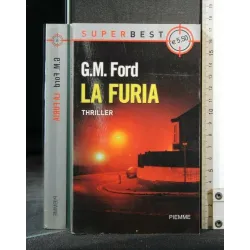 SUPERBEST
€ 5,50
G.M. Ford
LA FURIA
THRILLER
PIEMME
G.M. Ford
LA FURIA